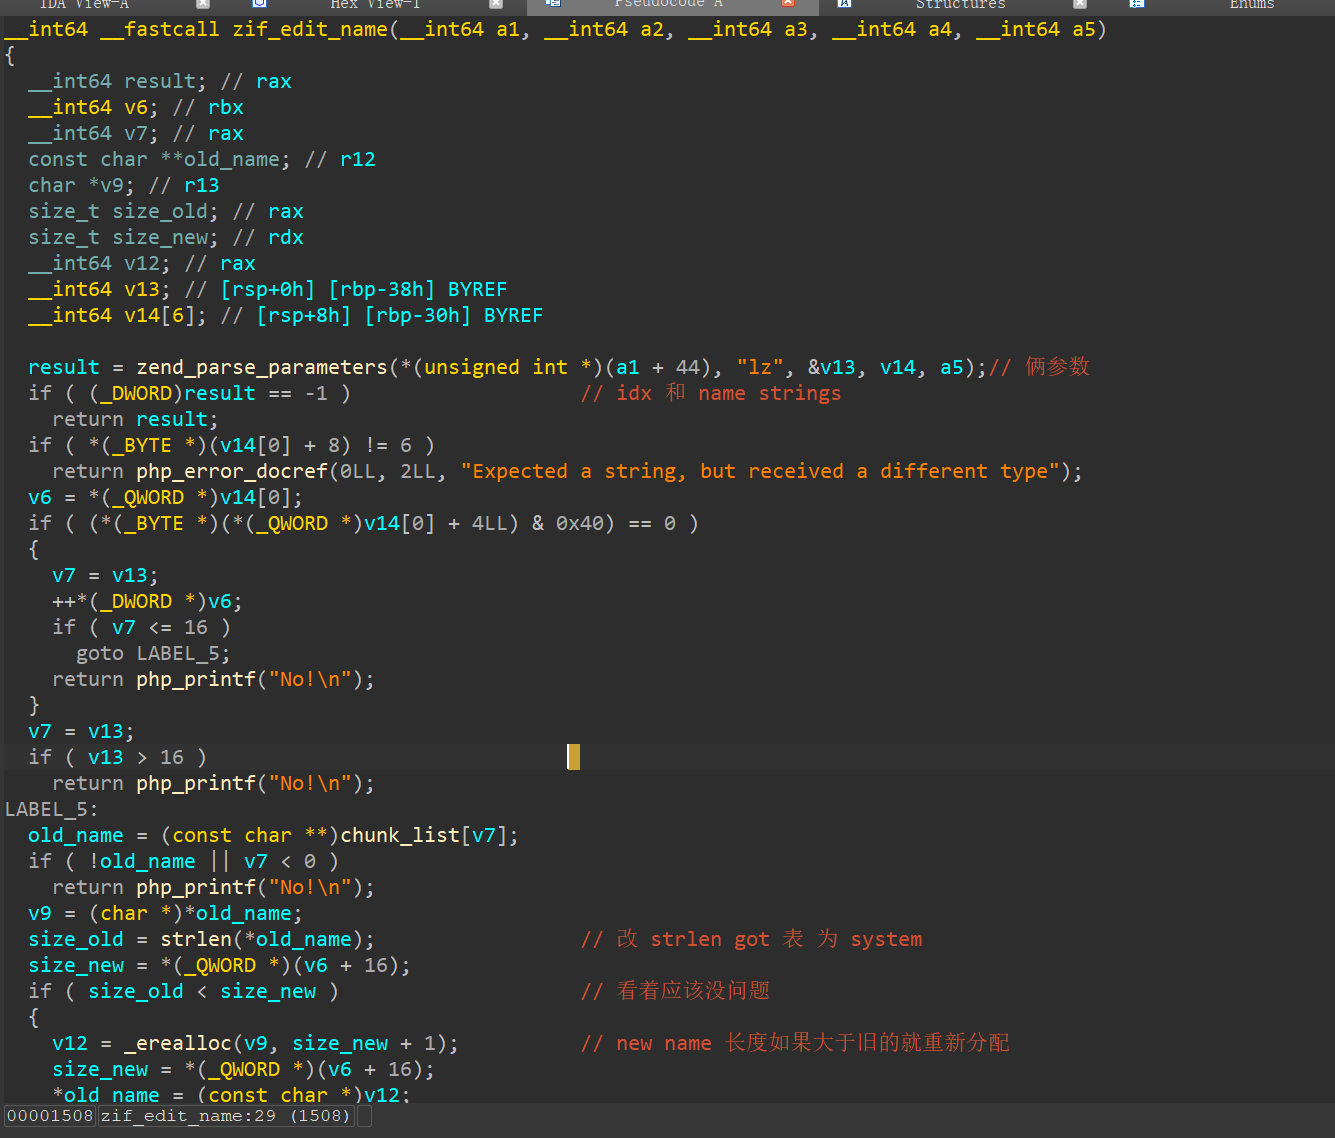 IDA View-A Hex View-1 Pseudocode A Structures Enums
__int64 __fastcall zif_edit_name(__int64 a1, __int64 a2, __int64 a3, __int64 a4, __int64 a5)
{
  __int64 result; // rax
  __int64 v6; // rbx
  __int64 v7; // rax
  const char **old_name; // r12
  char *v9; // r13
  size_t size_old; // rax
  size_t size_new; // rdx
  __int64 v12; // rax
  __int64 v13; // [rsp+0h] [rbp-38h] BYREF
  __int64 v14[6]; // [rsp+8h] [rbp-30h] BYREF

  result = zend_parse_parameters(*(unsigned int *)(a1 + 44), "lz", &v13, v14, a5);// 俩参数
  if ( (_DWORD)result == -1 )                   // idx 和 name strings
    return result;
  if ( *(_BYTE *)(v14[0] + 8) != 6 )
    return php_error_docref(0LL, 2LL, "Expected a string, but received a different type");
  v6 = *(_QWORD *)v14[0];
  if ( (*(_BYTE *)(*(_QWORD *)v14[0] + 4LL) & 0x40) == 0 )
  {
    v7 = v13;
    ++*(_DWORD *)v6;
    if ( v7 <= 16 )
      goto LABEL_5;
    return php_printf("No!\n");
  }
  v7 = v13;
  if ( v13 > 16 )
    return php_printf("No!\n");
LABEL_5:
  old_name = (const char **)chunk_list[v7];
  if ( !old_name || v7 < 0 )
    return php_printf("No!\n");
  v9 = (char *)*old_name;
  size_old = strlen(*old_name);                 // 改 strlen got 表 为 system
  size_new = *(_QWORD *)(v6 + 16);
  if ( size_old < size_new )                    // 看着应该没问题
  {
    v12 = _erealloc(v9, size_new + 1);          // new name 长度如果大于旧的就重新分配
    size_new = *(_QWORD *)(v6 + 16);
    *old_name = (const char *)v12;
00001508 zif_edit_name:29 (1508)